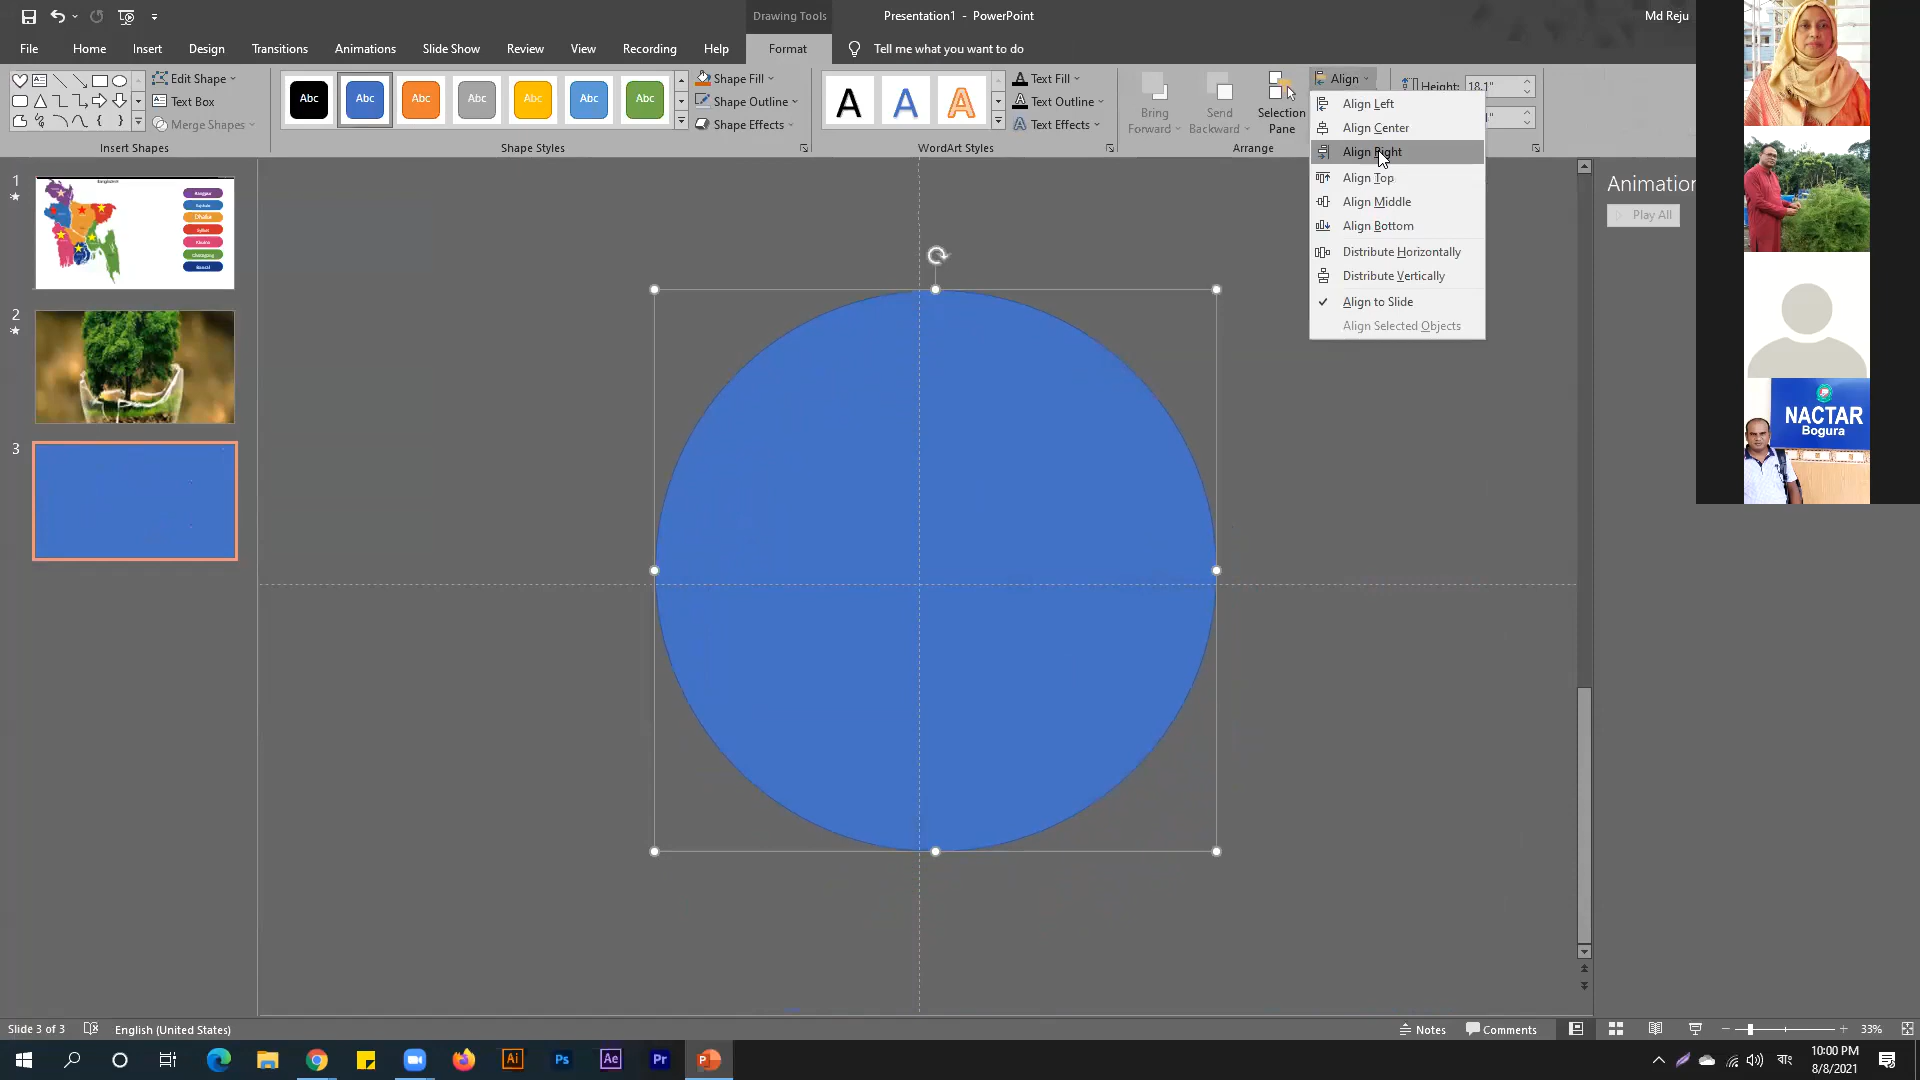 Drawing Tools
Presentation1 - PowerPoint
Md Reju
File Home Insert Design Transitions Animations Slide Show Review View Recording Help Format Tell me what you want to do
Edit Shape
Text Box
Merge Shapes
Insert Shapes
Abc Abc Abc Abc Abc Abc Abc
Shape Fill
Shape Outline
Shape Effects
Shape Styles
A A A
Text Fill
Text Outline
Text Effects
WordArt Styles
Bring Forward
Send Backward
Selection Pane
Align
Arrange
Height: 18.1"
Align Left
Align Center
Align Right
Align Top
Align Middle
Align Bottom
Distribute Horizontally
Distribute Vertically
Align to Slide
Align Selected Objects
Animation
Play All
1
Dhaka
2
3
NACTAR
Bogura
Slide 3 of 3
English (United States)
Notes
Comments
33%
Ai
Ps
Ae
Pr
P
বাং
10:00 PM
8/8/2021